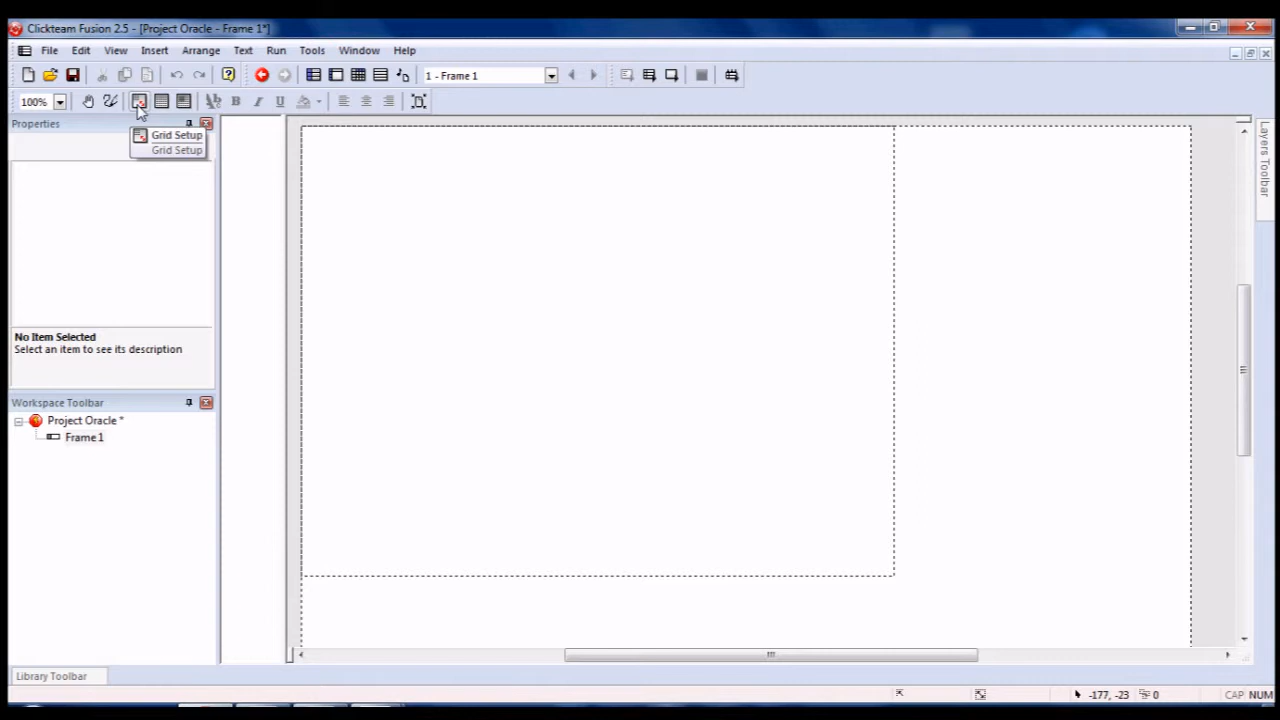 Clickteam Fusion 2.5 - [Project Oracle - Frame 1*]
File Edit View Insert Arrange Text Run Tools Window Help
1 - Frame 1
100% B I U
Properties
Grid Setup
Grid Setup
Layers Toolbar
No Item Selected
Select an item to see its description
Workspace Toolbar
Project Oracle *
Frame 1
Library Toolbar
-177, -23 0 CAP NUM